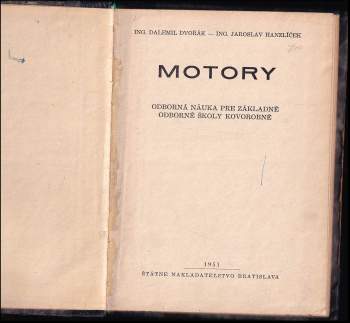 ING. DALEMIL DVOŘÁK — ING. JAROSLAV HANZLÍČEK
MOTORY
ODBORNÁ NÁUKA PRE ZÁKLADNÉ
ODBORNÉ ŠKOLY KOVOROBNÉ
1951
ŠTÁTNE NAKLADATEĽSTVO BRATISLAVA